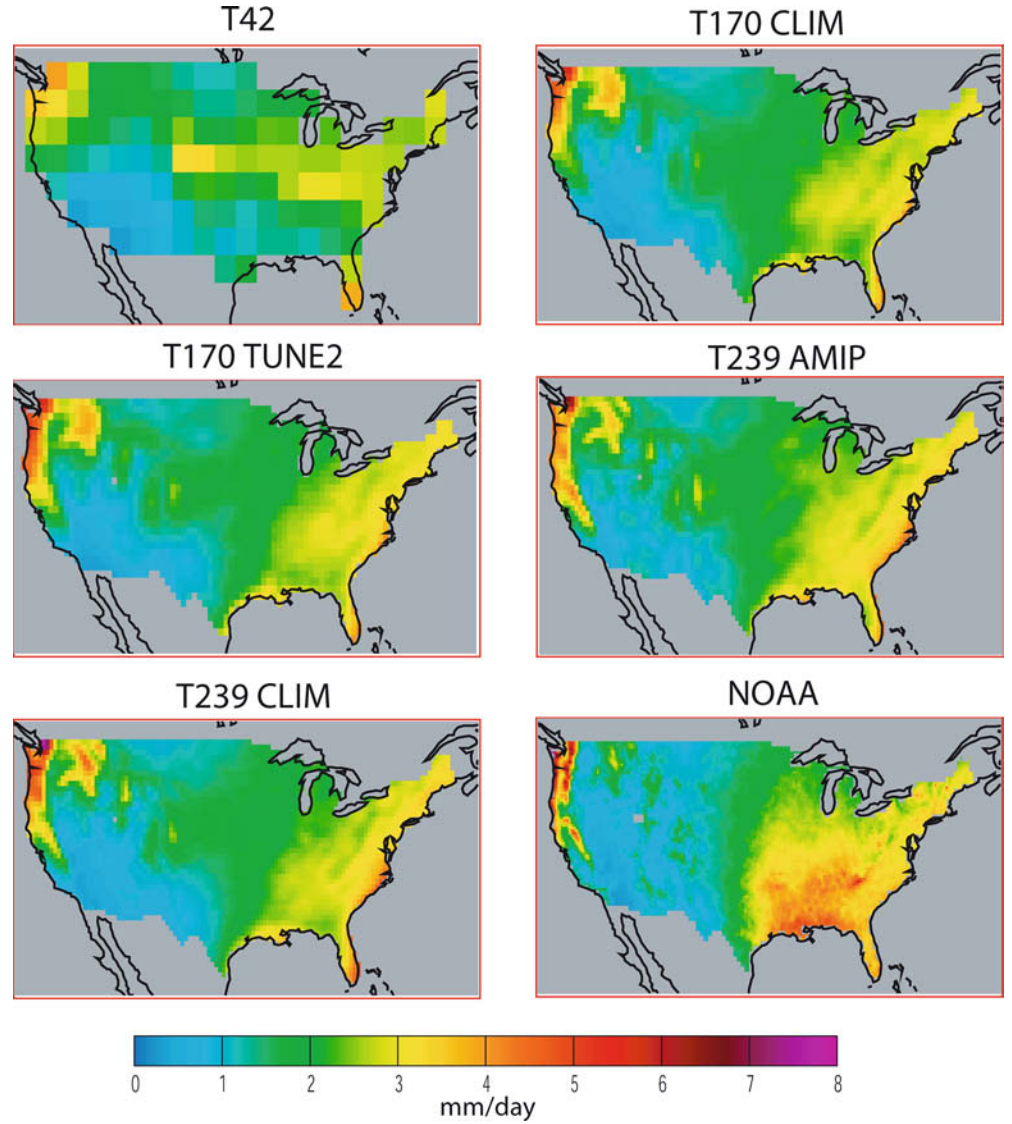 T42
T170 CLIM
T170 TUNE2
T239 AMIP
T239 CLIM
NOAA
0 1 2 3 4 5 6 7 8
mm/day